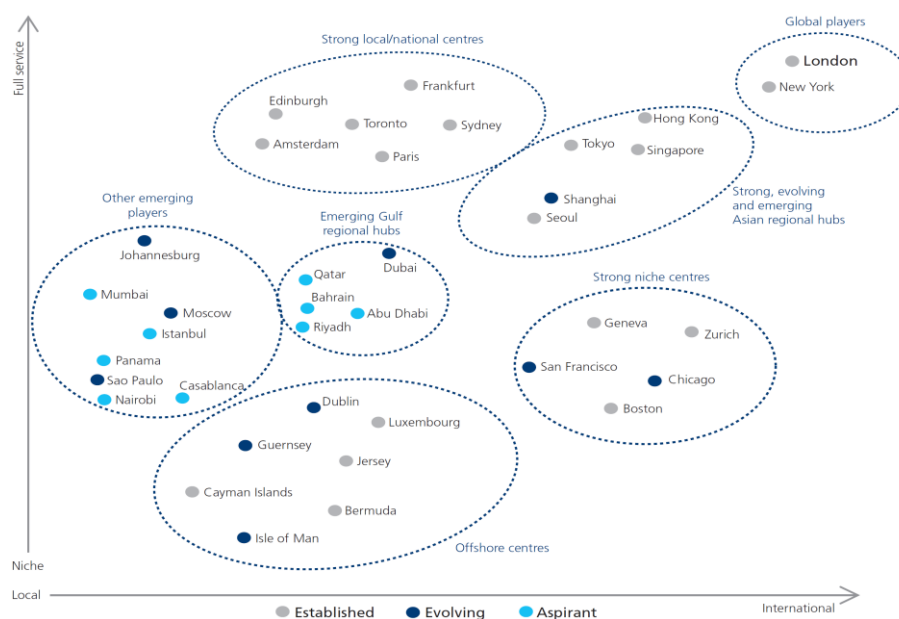 Global players
Full service
Strong local/national centres
London
New York
Frankfurt
Edinburgh
Toronto
Sydney
Amsterdam
Paris
Hong Kong
Tokyo
Singapore
Shanghai
Seoul
Strong, evolving
and emerging
Asian regional hubs
Other emerging
players
Johannesburg
Mumbai
Moscow
Istanbul
Panama
Sao Paulo
Casablanca
Nairobi
Emerging Gulf
regional hubs
Dubai
Qatar
Bahrain
Abu Dhabi
Riyadh
Strong niche centres
Geneva
Zurich
San Francisco
Chicago
Boston
Dublin
Luxembourg
Guernsey
Jersey
Cayman Islands
Bermuda
Isle of Man
Offshore centres
Niche
Local
International
Established
Evolving
Aspirant